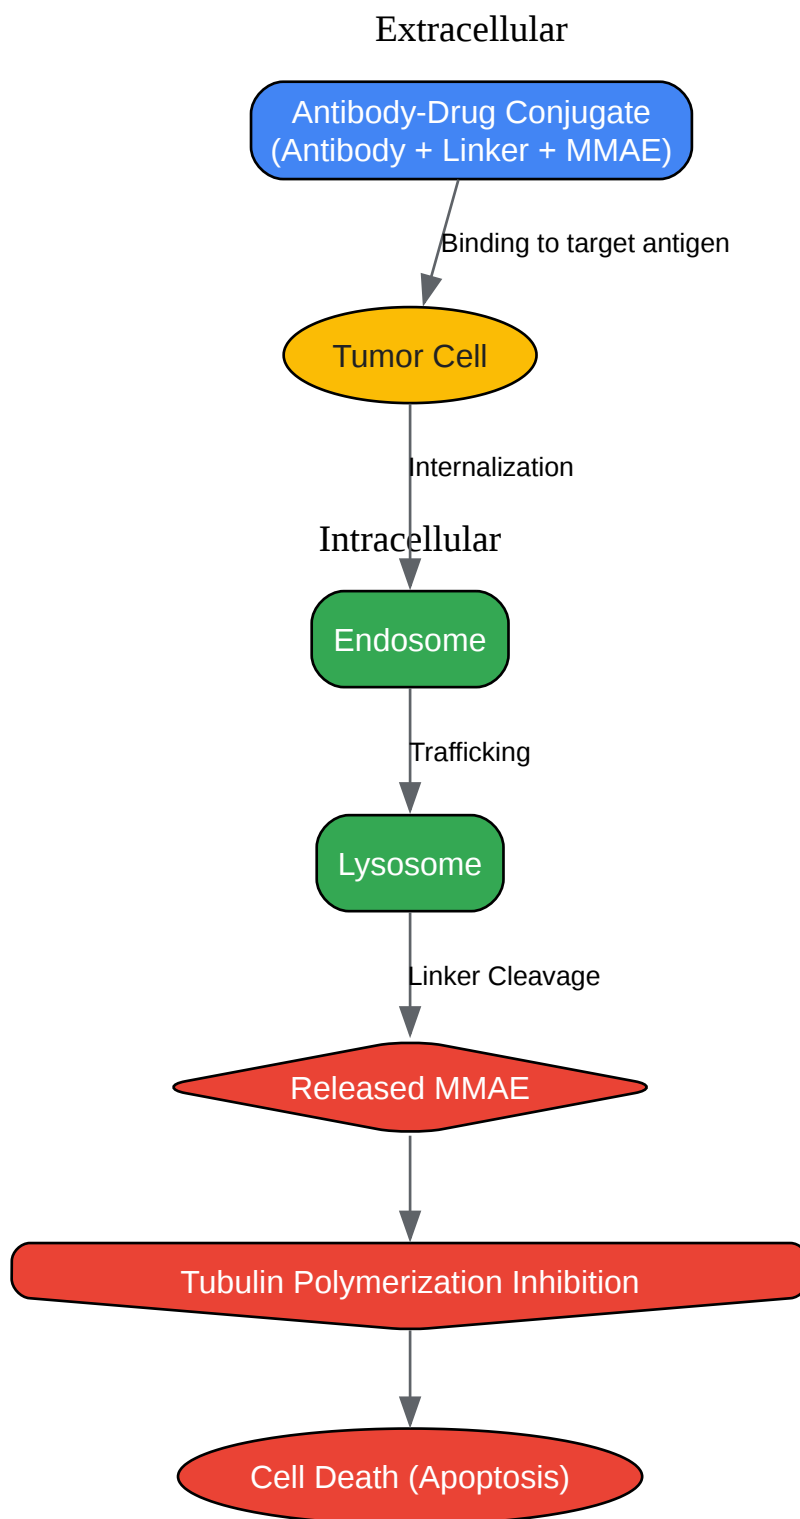 Extracellular
Antibody-Drug Conjugate
(Antibody + Linker + MMAE)
Binding to target antigen
Tumor Cell
Internalization
Intracellular
Endosome
Trafficking
Lysosome
Linker Cleavage
Released MMAE
Tubulin Polymerization Inhibition
Cell Death (Apoptosis)